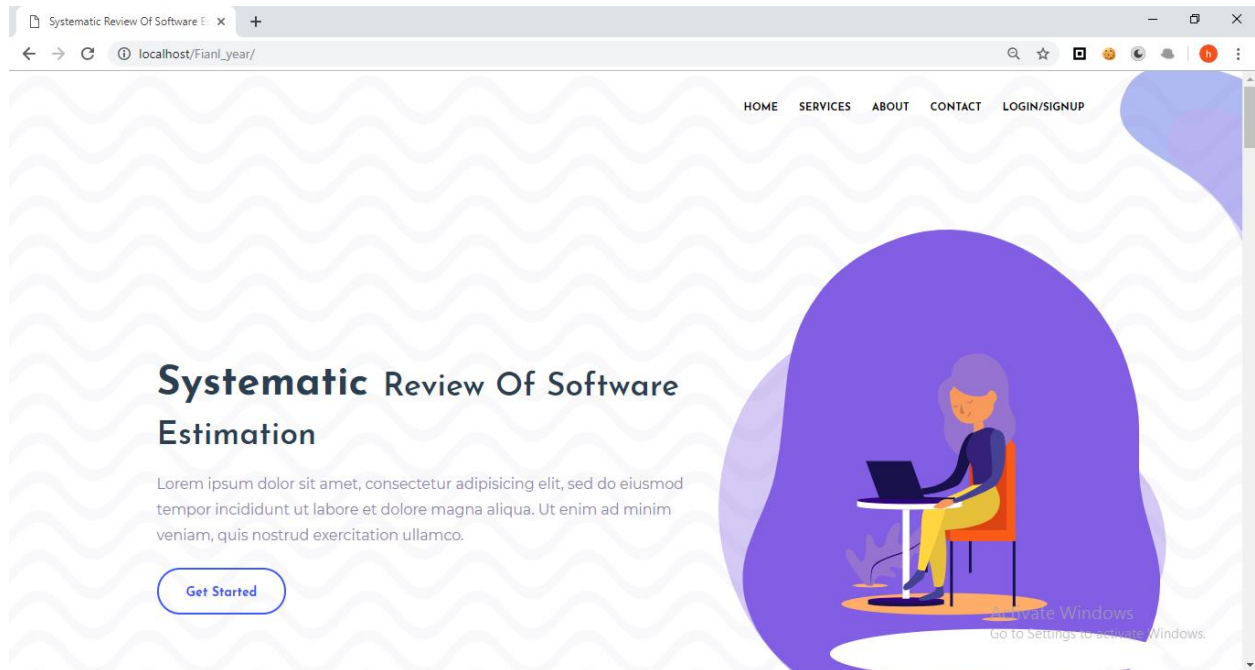 Systematic Review Of Software E
localhost/Fianl_year/
h
HOME SERVICES ABOUT CONTACT LOGIN/SIGNUP
Systematic Review Of Software
Estimation
Lorem ipsum dolor sit amet, consectetur adipisicing elit, sed do eiusmod
tempor incididunt ut labore et dolore magna aliqua. Ut enim ad minim
veniam, quis nostrud exercitation ullamco.
Get Started
Activate Windows
Go to Settings to activate Windows.